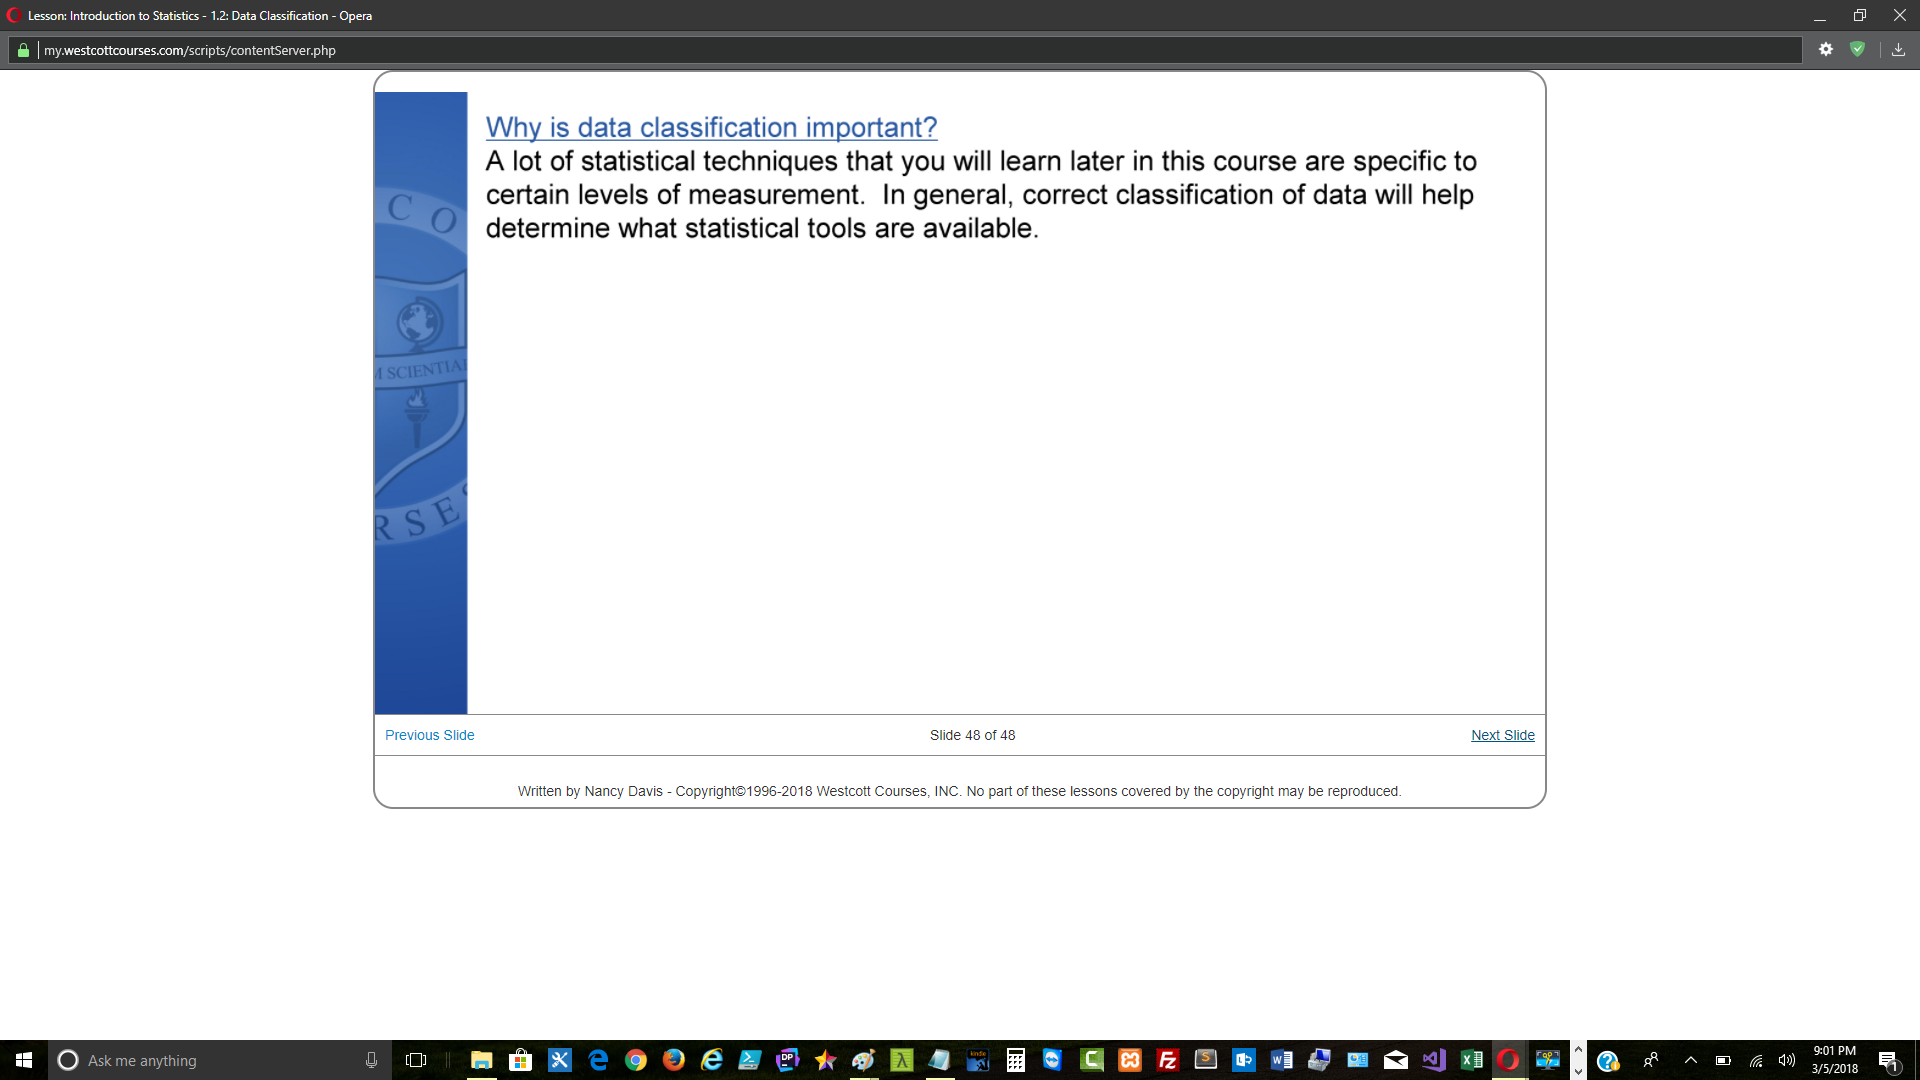 Lesson: Introduction to Statistics - 1.2: Data Classification - Opera
my.westcottcourses.com/scripts/contentServer.php
Why is data classification important?
A lot of statistical techniques that you will learn later in this course are specific to
certain levels of measurement.  In general, correct classification of data will help
determine what statistical tools are available.
C O
M SCIENTIA
RSES
Previous Slide
Slide 48 of 48
Next Slide
Written by Nancy Davis - Copyright©1996-2018 Westcott Courses, INC. No part of these lessons covered by the copyright may be reproduced.
Ask me anything
DP
kindle
9:01 PM
3/5/2018
1